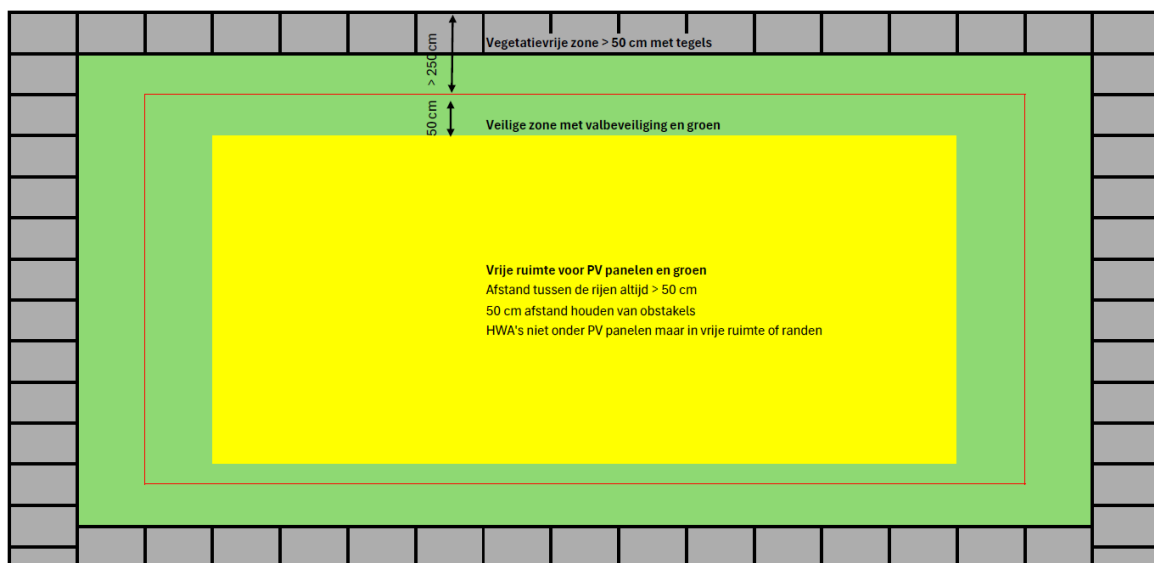 Vegetatievrije zone > 50 cm met tegels
> 250 cm
50 cm
Veilige zone met valbeveiliging en groen
Vrije ruimte voor PV panelen en groen
Afstand tussen de rijen altijd > 50 cm
50 cm afstand houden van obstakels
HWA's niet onder PV panelen maar in vrije ruimte of randen